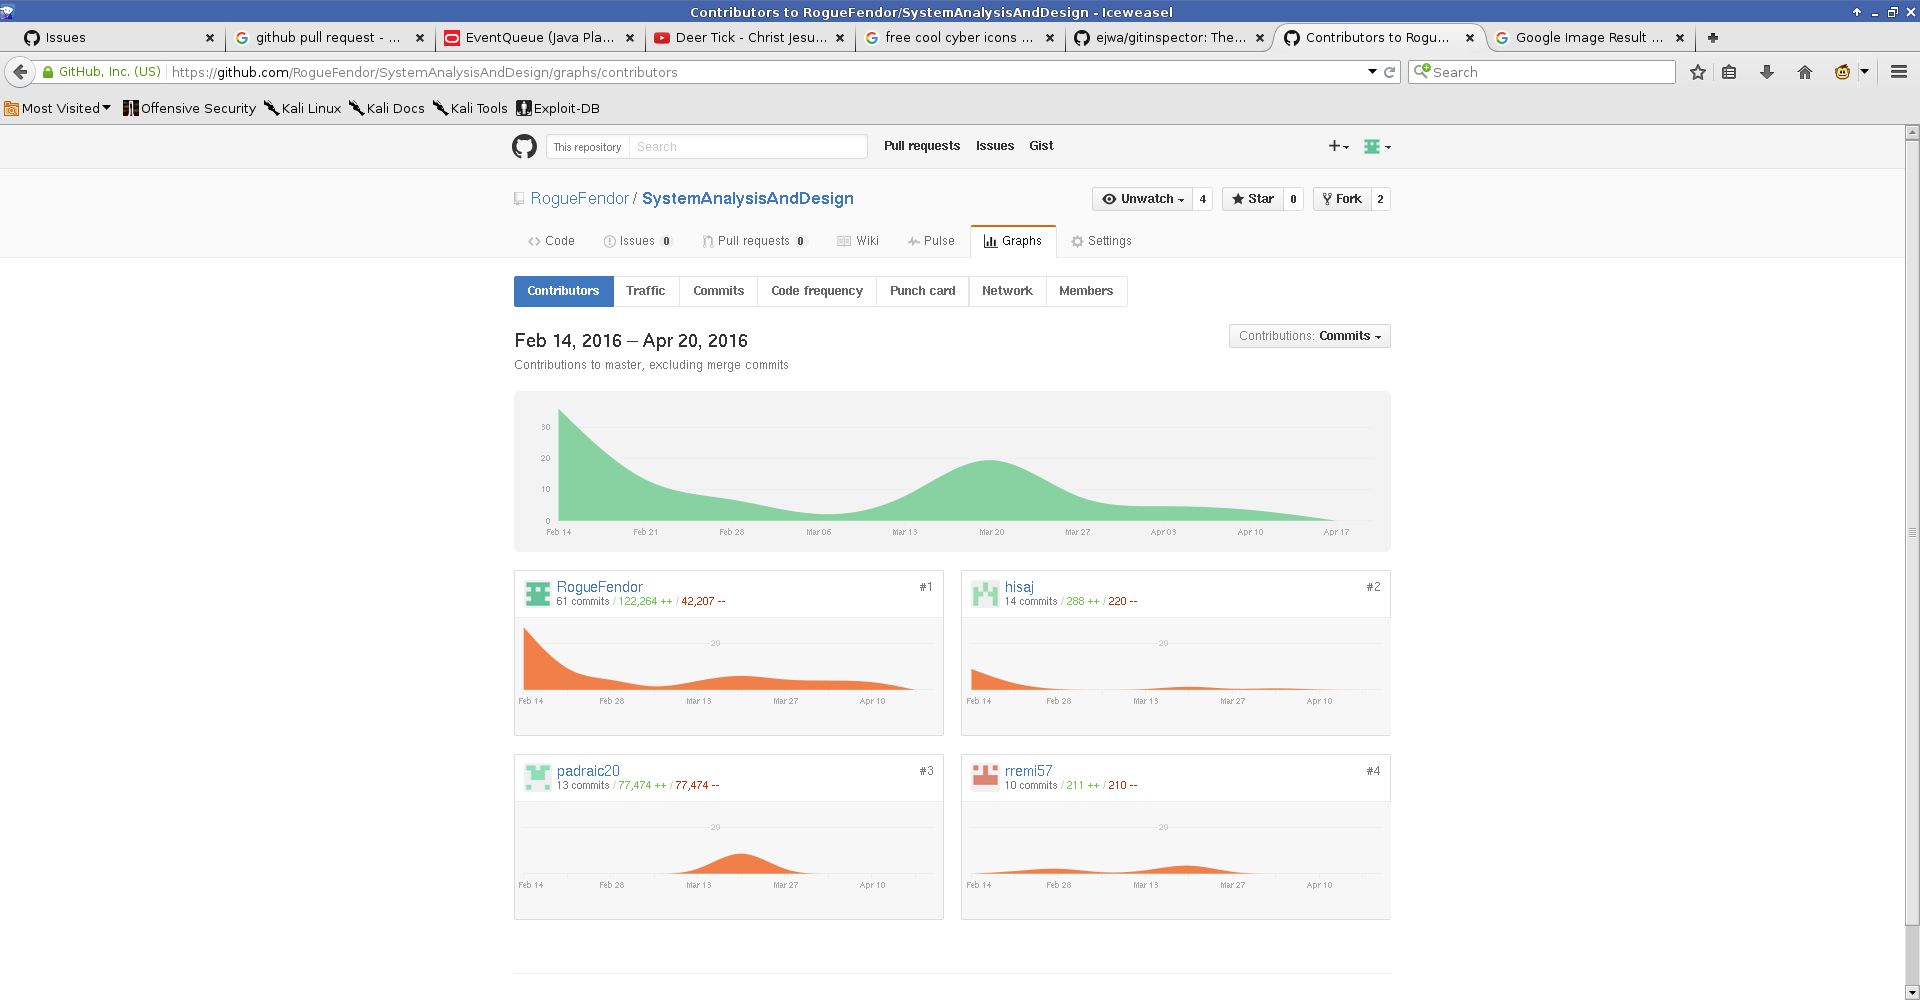 Contributors to RogueFendor/SystemAnalysisAndDesign - Iceweasel
Issues
github pull request - ...
EventQueue (Java Pla...
Deer Tick - Christ Jesu...
free cool cyber icons ...
ejwa/gitinspector: The...
Contributors to Rogu...
Google Image Result ...
GitHub, Inc. (US)
https://github.com/RogueFendor/SystemAnalysisAndDesign/graphs/contributors
Search
Most Visited
Offensive Security
Kali Linux
Kali Docs
Kali Tools
Exploit-DB
This repository
Search
Pull requests
Issues
Gist
RogueFendor / SystemAnalysisAndDesign
Unwatch 4
Star 0
Fork 2
Code
Issues 0
Pull requests 0
Wiki
Pulse
Graphs
Settings
Contributors
Traffic
Commits
Code frequency
Punch card
Network
Members
Feb 14, 2016 – Apr 20, 2016
Contributions: Commits
Contributions to master, excluding merge commits
30
20
10
0
Feb 14 Feb 21 Feb 28 Mar 06 Mar 13 Mar 20 Mar 27 Apr 03 Apr 10 Apr 17
RogueFendor #1
61 commits / 122,264 ++ / 42,207 --
20
Feb 14 Feb 28 Mar 13 Mar 27 Apr 10
hisaj #2
14 commits / 288 ++ / 220 --
20
Feb 14 Feb 28 Mar 13 Mar 27 Apr 10
padraic20 #3
13 commits / 77,474 ++ / 77,474 --
20
Feb 14 Feb 28 Mar 13 Mar 27 Apr 10
rremi57 #4
10 commits / 211 ++ / 210 --
20
Feb 14 Feb 28 Mar 13 Mar 27 Apr 10